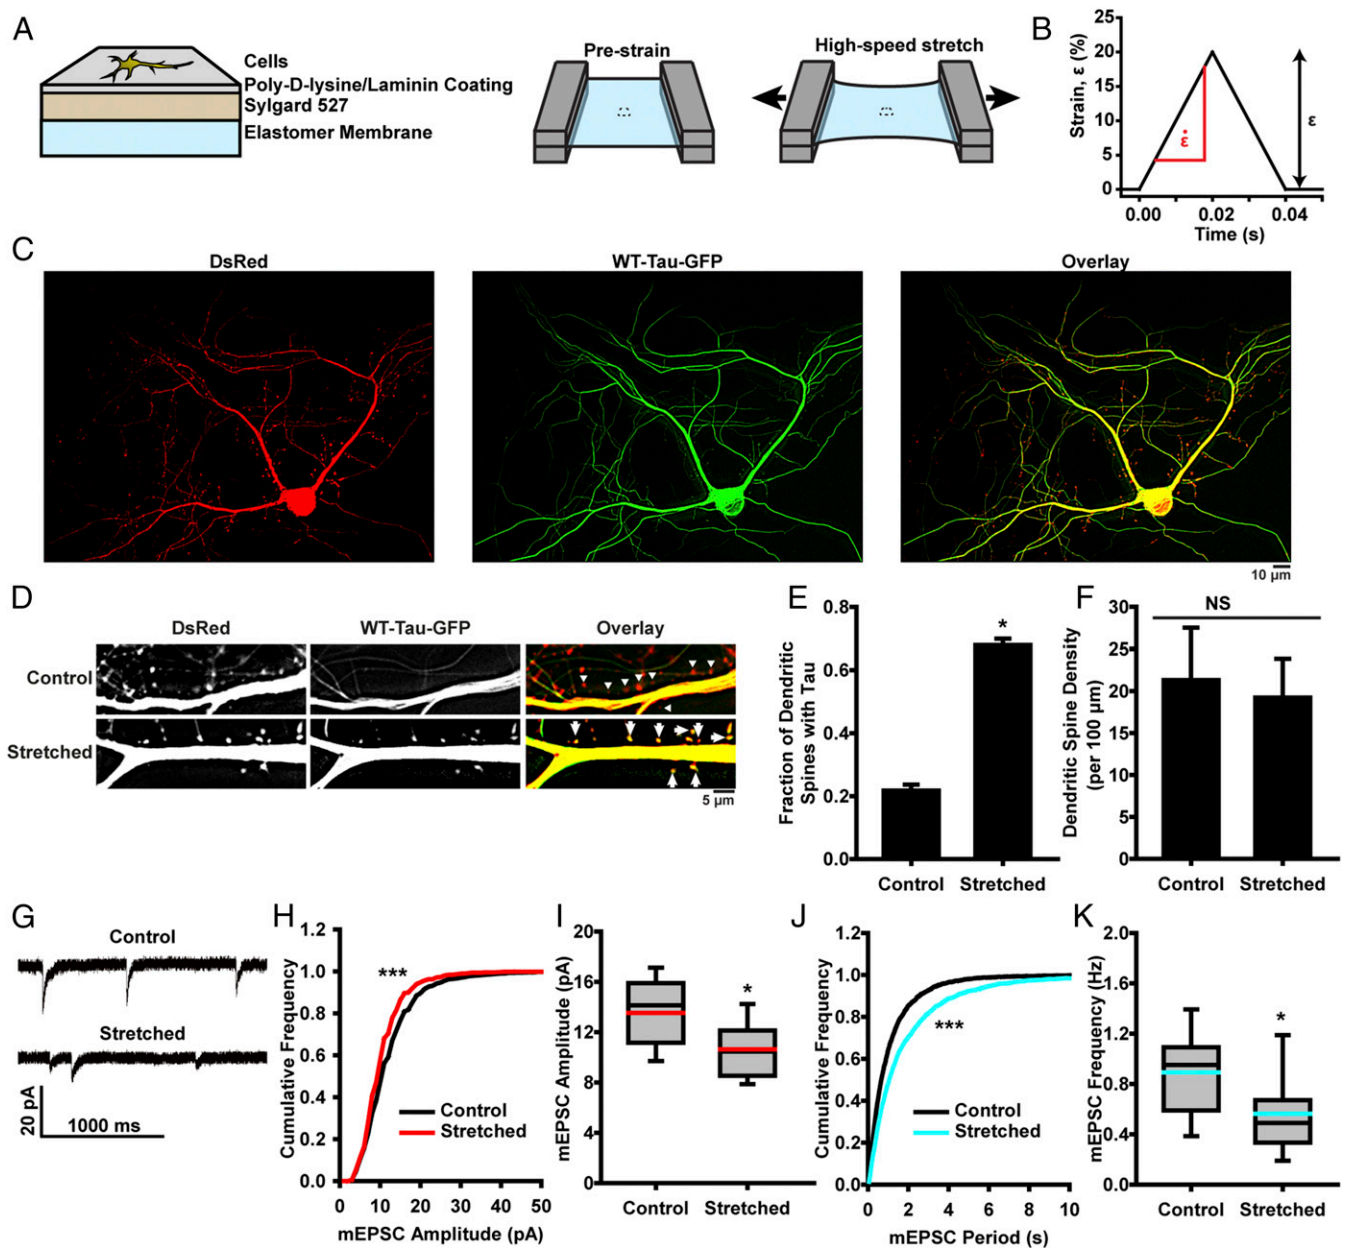 A
Cells
Poly-D-lysine/Laminin Coating
Sylgard 527
Elastomer Membrane
Pre-strain
High-speed stretch
B
Strain, ε (%)
25
20
15
10
5
0
ε̇
ε
0.00
0.02
0.04
Time (s)
C
DsRed
WT-Tau-GFP
Overlay
10 µm
D
DsRed
WT-Tau-GFP
Overlay
Control
Stretched
5 µm
E
Fraction of Dendritic
Spines with Tau
0.8
0.6
0.4
0.2
0.0
*
Control
Stretched
F
Dendritic Spine Density
(per 100 µm)
30
25
20
15
10
5
0
NS
Control
Stretched
G
Control
Stretched
20 pA
1000 ms
H
Cumulative Frequency
1.2
1.0
0.8
0.6
0.4
0.2
0.0
***
Control
Stretched
0
10
20
30
40
50
mEPSC Amplitude (pA)
I
mEPSC Amplitude (pA)
20
16
12
8
4
0
*
Control
Stretched
J
Cumulative Frequency
1.2
1.0
0.8
0.6
0.4
0.2
0.0
***
Control
Stretched
0
2
4
6
8
10
mEPSC Period (s)
K
mEPSC Frequency (Hz)
2.0
1.6
1.2
0.8
0.4
0.0
*
Control
Stretched